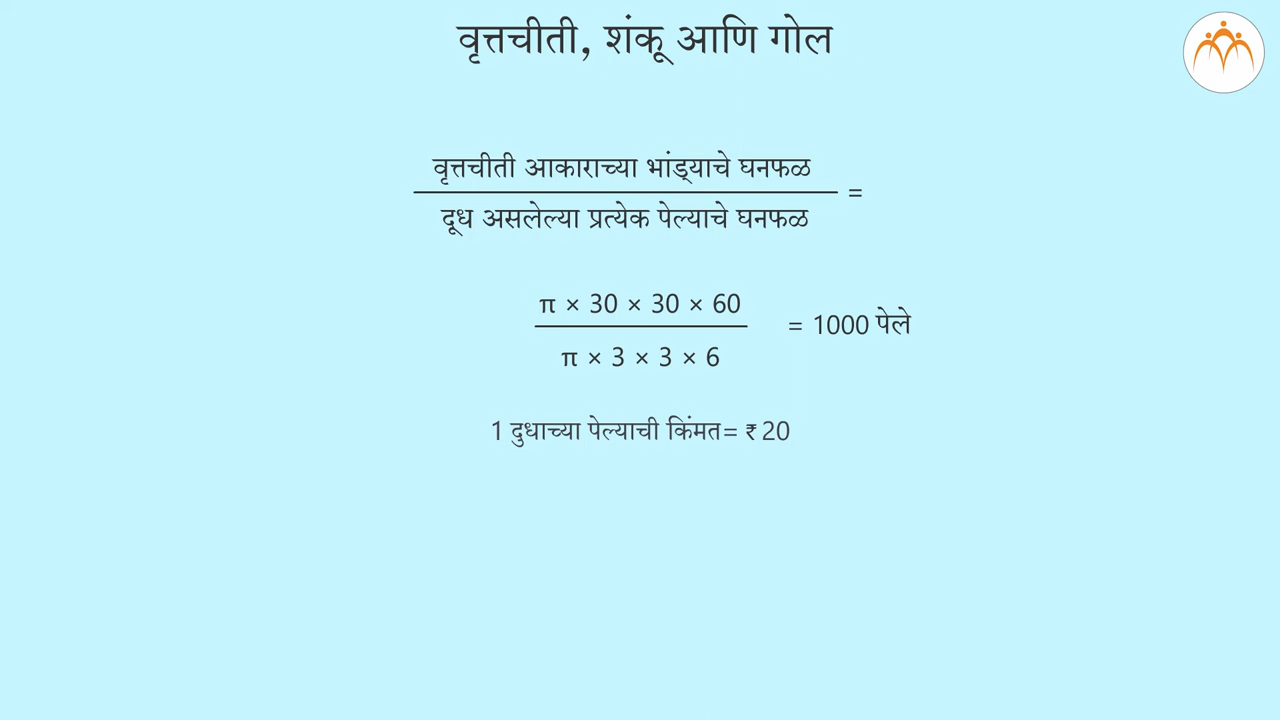 वृत्तचीती, शंकू आणि गोल
वृत्तचीती आकाराच्या भांड्याचे घनफळ
=
दूध असलेल्या प्रत्येक पेल्याचे घनफळ
π × 30 × 30 × 60
= 1000 पेले
π × 3 × 3 × 6
1 दुधाच्या पेल्याची किंमत= ₹ 20